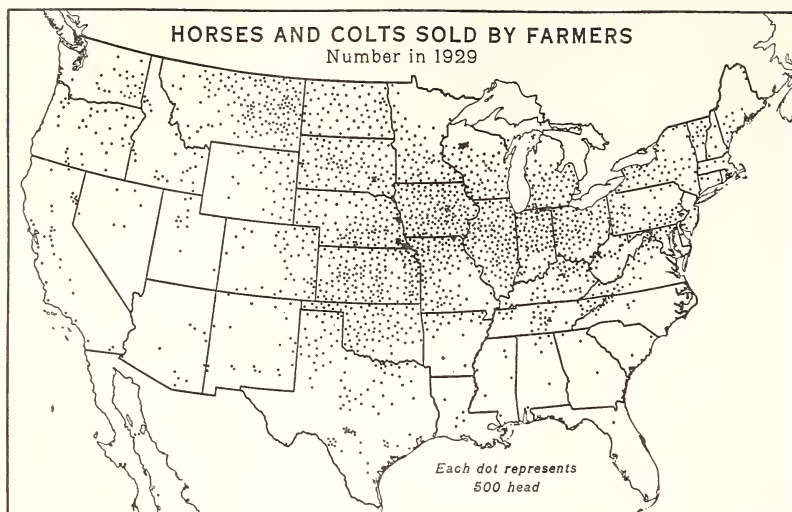 HORSES AND COLTS SOLD BY FARMERS
Number in 1929
Each dot represents
500 head